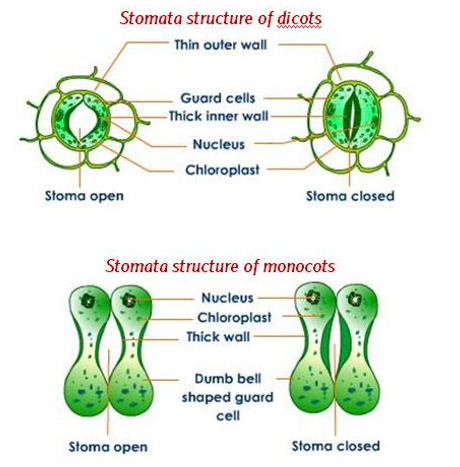 Stomata structure of dicots
Thin outer wall
Guard cells
Thick inner wall
Nucleus
Chloroplast
Stoma open
Stoma closed
Stomata structure of monocots
Nucleus
Chloroplast
Thick wall
Dumb bell
shaped guard
cell
Stoma open
Stoma closed